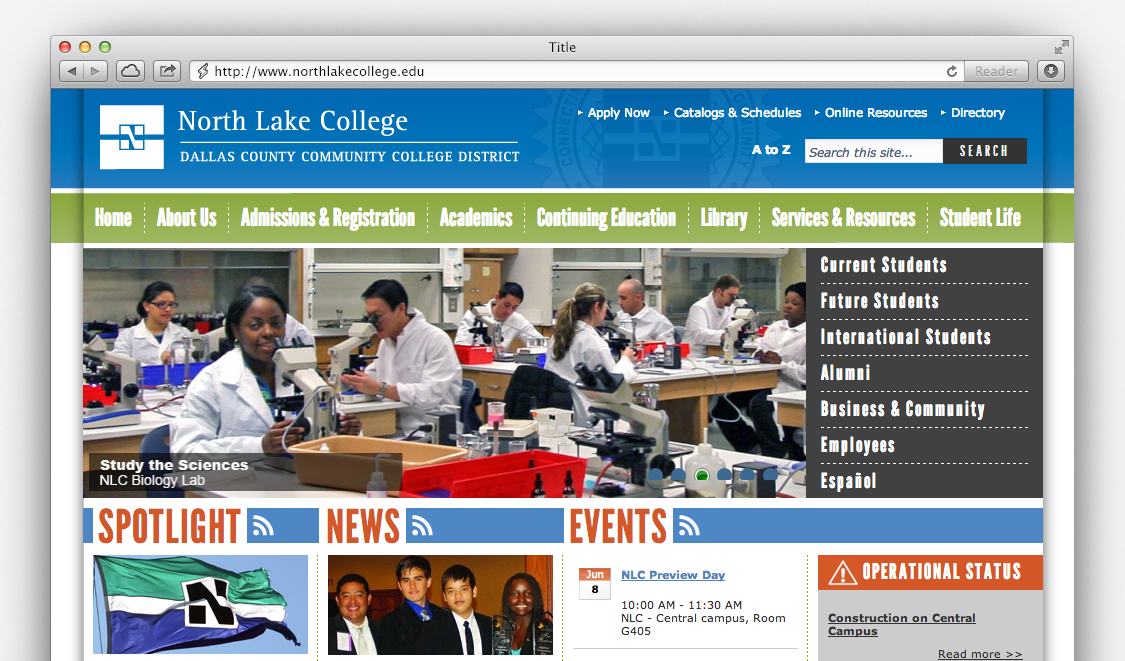 Title
http://www.northlakecollege.edu
Reader
North Lake College
DALLAS COUNTY COMMUNITY COLLEGE DISTRICT
Apply Now
Catalogs & Schedules
Online Resources
Directory
A to Z
Search this site...
SEARCH
Home
About Us
Admissions & Registration
Academics
Continuing Education
Library
Services & Resources
Student Life
Study the Sciences
NLC Biology Lab
Current Students
Future Students
International Students
Alumni
Business & Community
Employees
Español
SPOTLIGHT
NEWS
EVENTS
Jun
8
NLC Preview Day
10:00 AM - 11:30 AM
NLC - Central campus, Room
G405
OPERATIONAL STATUS
Construction on Central
Campus
Read more >>